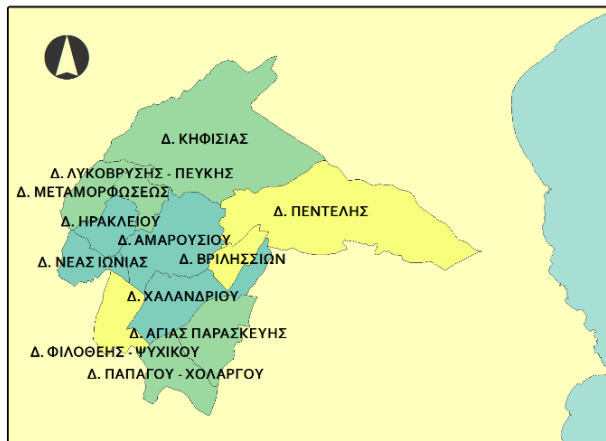 Δ. ΚΗΦΙΣΙΑΣ
Δ. ΛΥΚΟΒΡΥΣΗΣ - ΠΕΥΚΗΣ
Δ. ΜΕΤΑΜΟΡΦΩΣΕΩΣ
Δ. ΠΕΝΤΕΛΗΣ
Δ. ΗΡΑΚΛΕΙΟΥ
Δ. ΑΜΑΡΟΥΣΙΟΥ
Δ. ΝΕΑΣ ΙΩΝΙΑΣ
Δ. ΒΡΙΛΗΣΣΙΩΝ
Δ. ΧΑΛΑΝΔΡΙΟΥ
Δ. ΑΓΙΑΣ ΠΑΡΑΣΚΕΥΗΣ
Δ. ΦΙΛΟΘΕΗΣ - ΨΥΧΙΚΟΥ
Δ. ΠΑΠΑΓΟΥ - ΧΟΛΑΡΓΟΥ